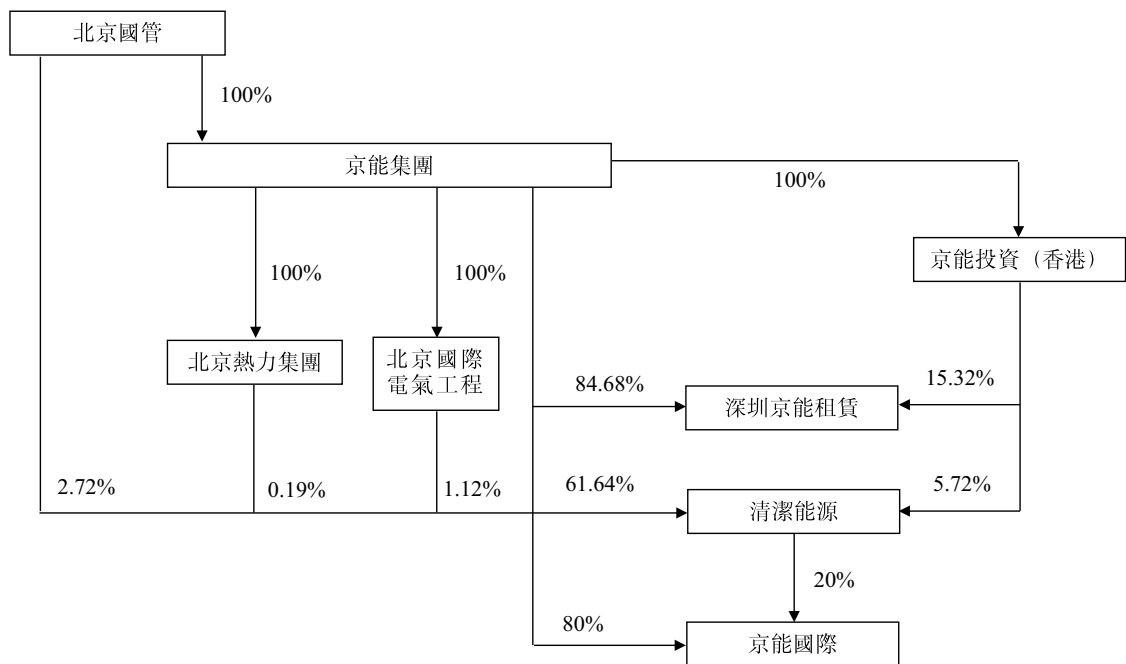 北京國管
100%
京能集團
100%
100%
100%
京能投資（香港）
北京熱力集團
北京國際
電氣工程
84.68%
深圳京能租賃
15.32%
2.72%
0.19%
1.12%
61.64%
清潔能源
5.72%
20%
80%
京能國際